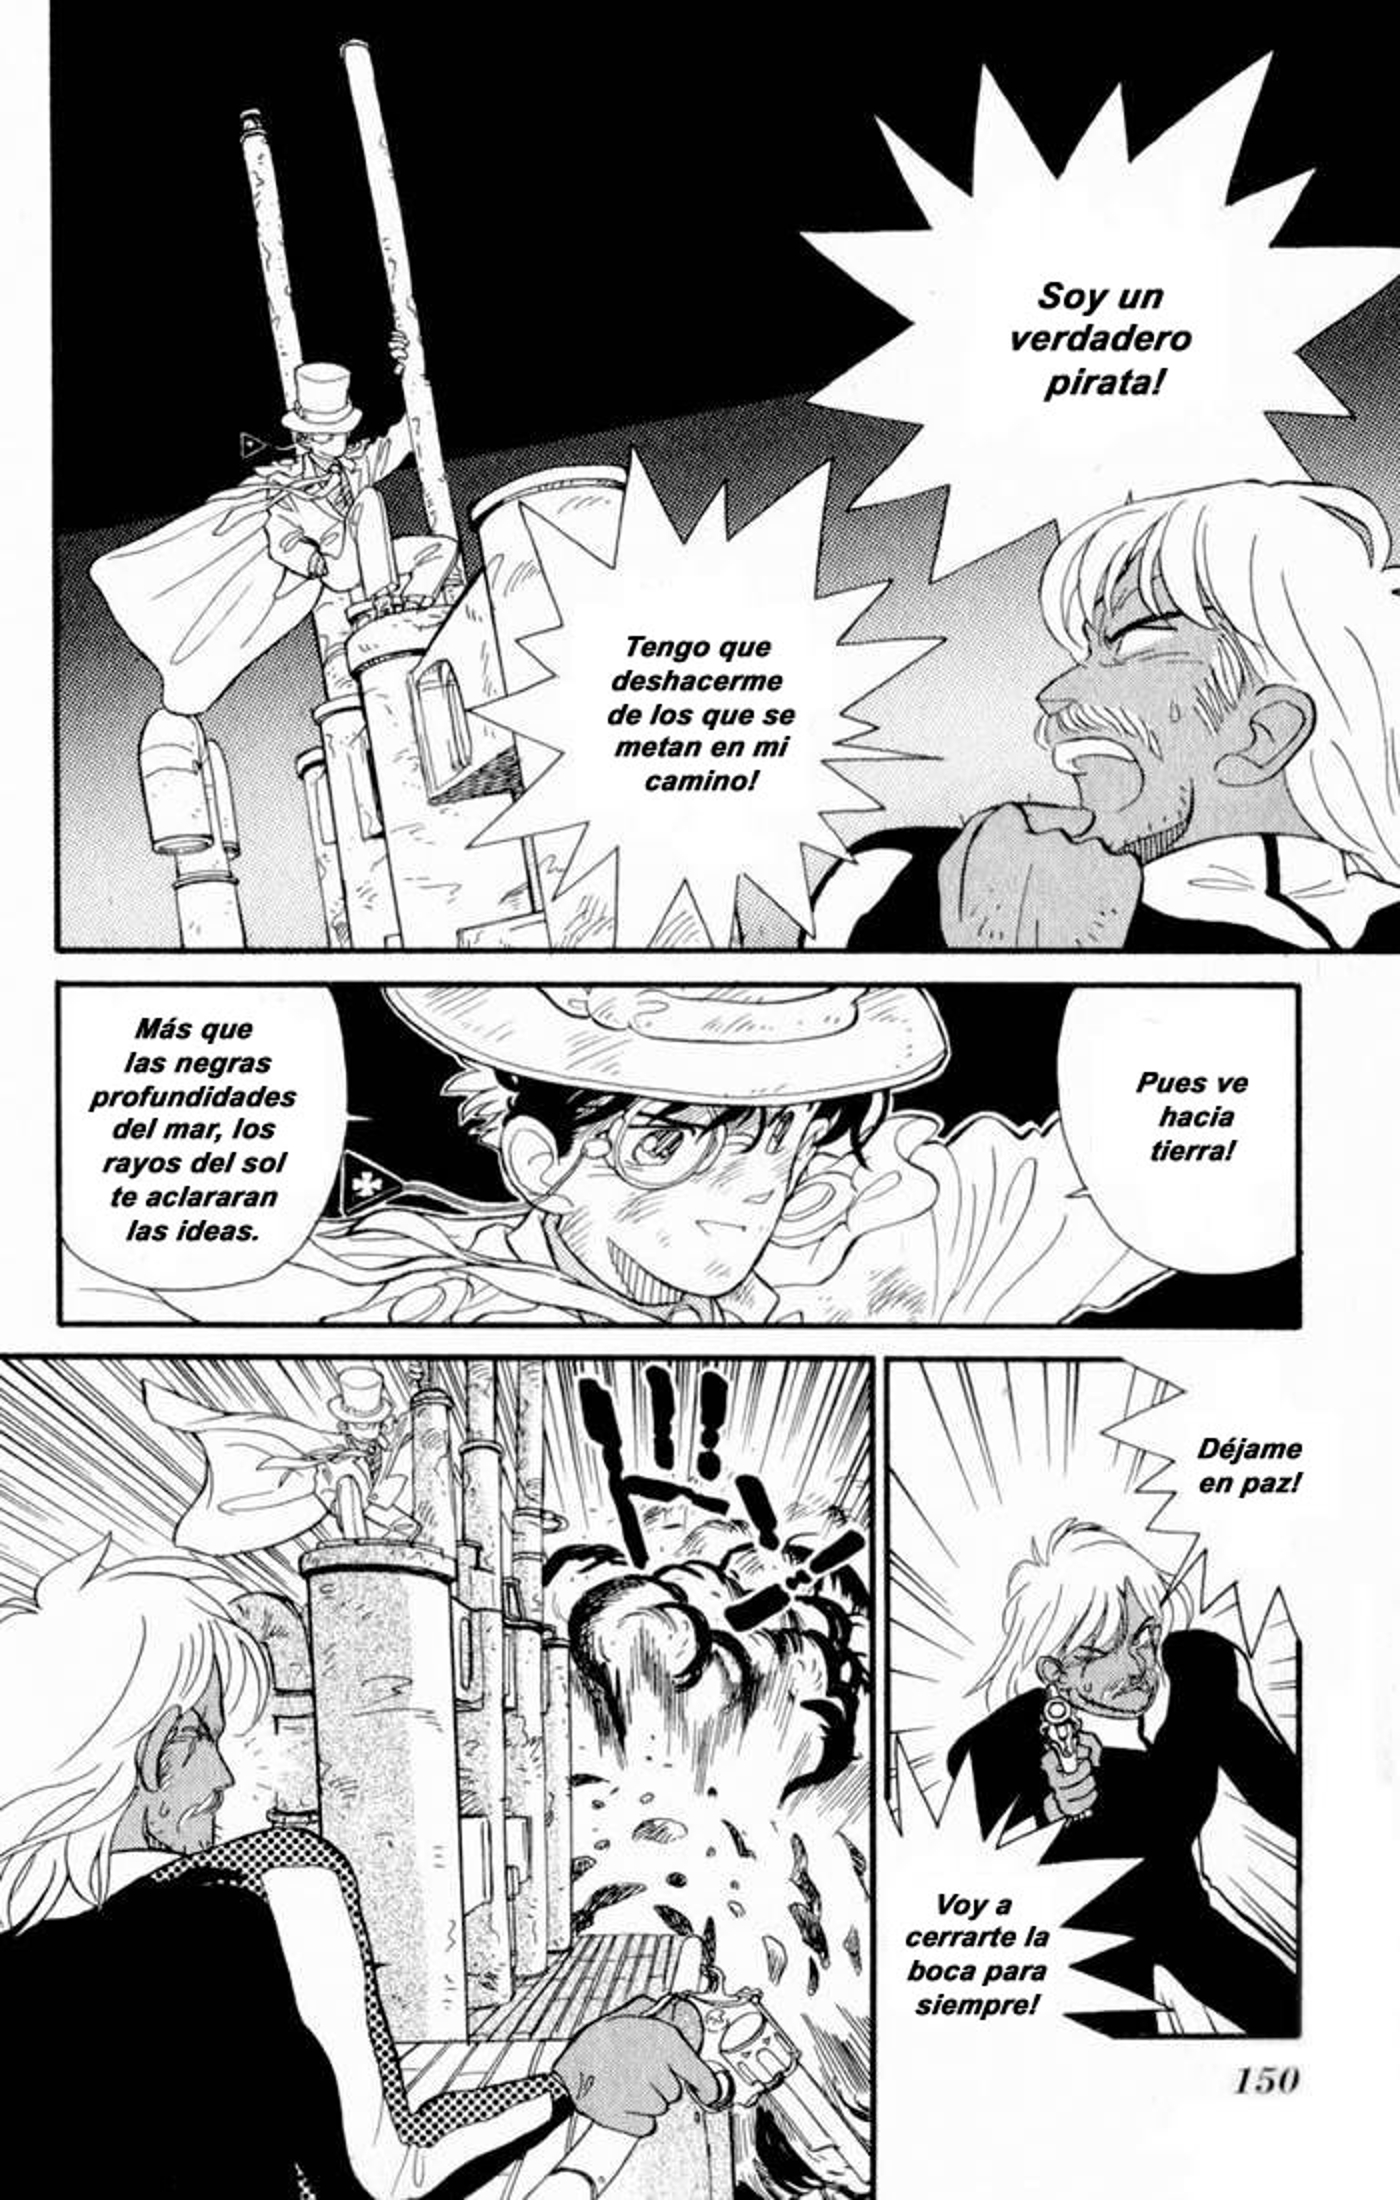 Soy un
verdadero
pirata!
Tengo que
deshacerme
de los que se
metan en mi
camino!
Pues ve
hacia
tierra!
Más que
las negras
profundidades
del mar, los
rayos del sol
te aclararan
las ideas.
Déjame
en paz!
Voy a
cerrarte la
boca para
siempre!
150